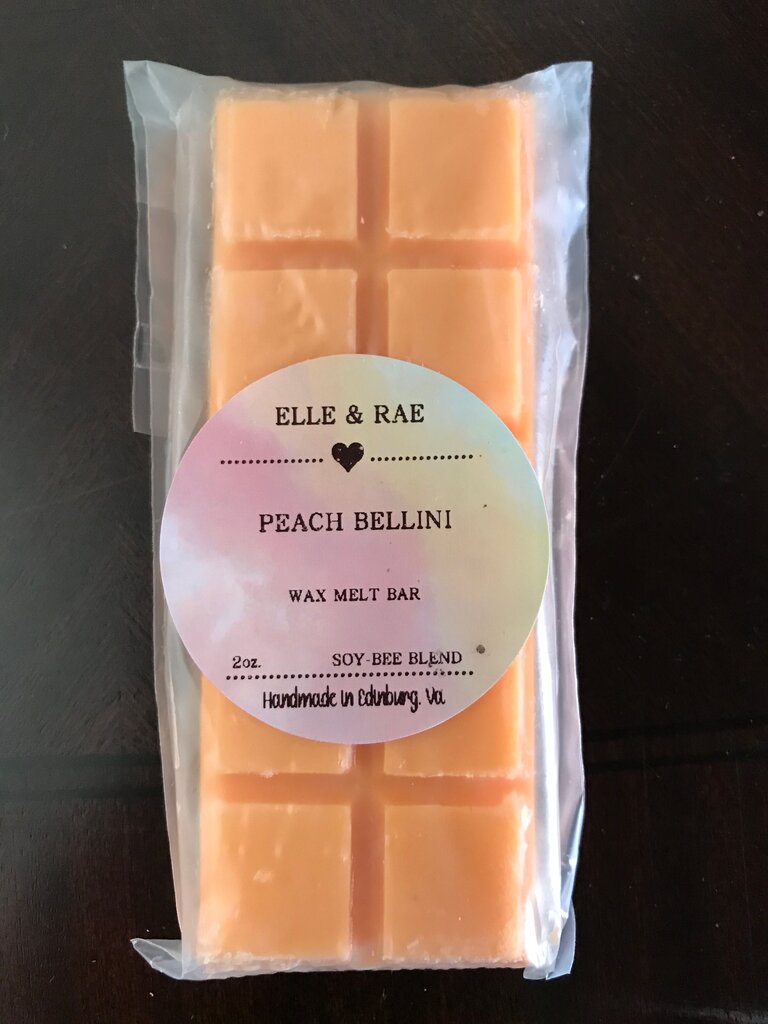 ELLE & RAE
PEACH BELLINI
WAX MELT BAR
2oz. SOY-BEE BLEND
Handmade in Edinburg, Va